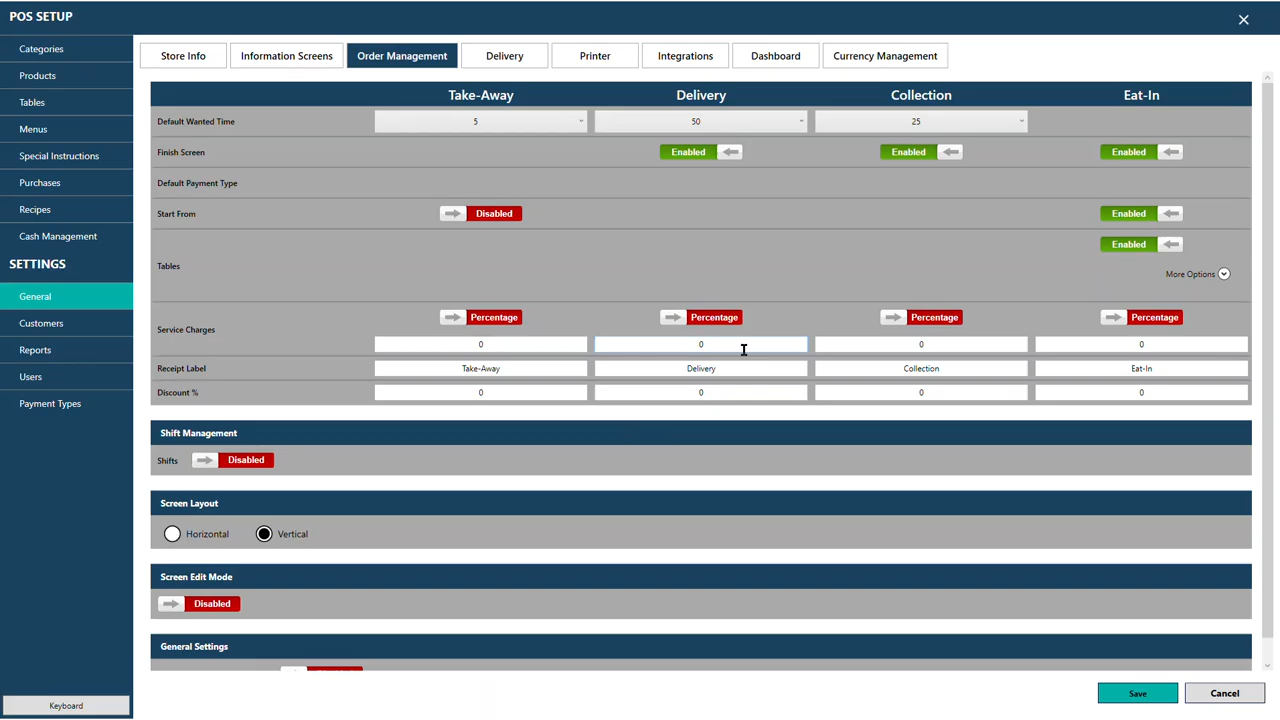 POS SETUP
Categories
Products
Tables
Menus
Special Instructions
Purchases
Recipes
Cash Management
SETTINGS
General
Customers
Reports
Users
Payment Types
Keyboard
Store Info Information Screens Order Management Delivery Printer Integrations Dashboard Currency Management
Take-Away Delivery Collection Eat-In
Default Wanted Time 5 50 25
Finish Screen Enabled Enabled Enabled
Default Payment Type
Start From Disabled Enabled
Enabled
Tables
More Options
Percentage Percentage Percentage Percentage
Service Charges
0 0 0 0
Receipt Label Take-Away Delivery Collection Eat-In
Discount % 0 0 0 0
Shift Management
Shifts Disabled
Screen Layout
Horizontal Vertical
Screen Edit Mode
Disabled
General Settings
Save Cancel